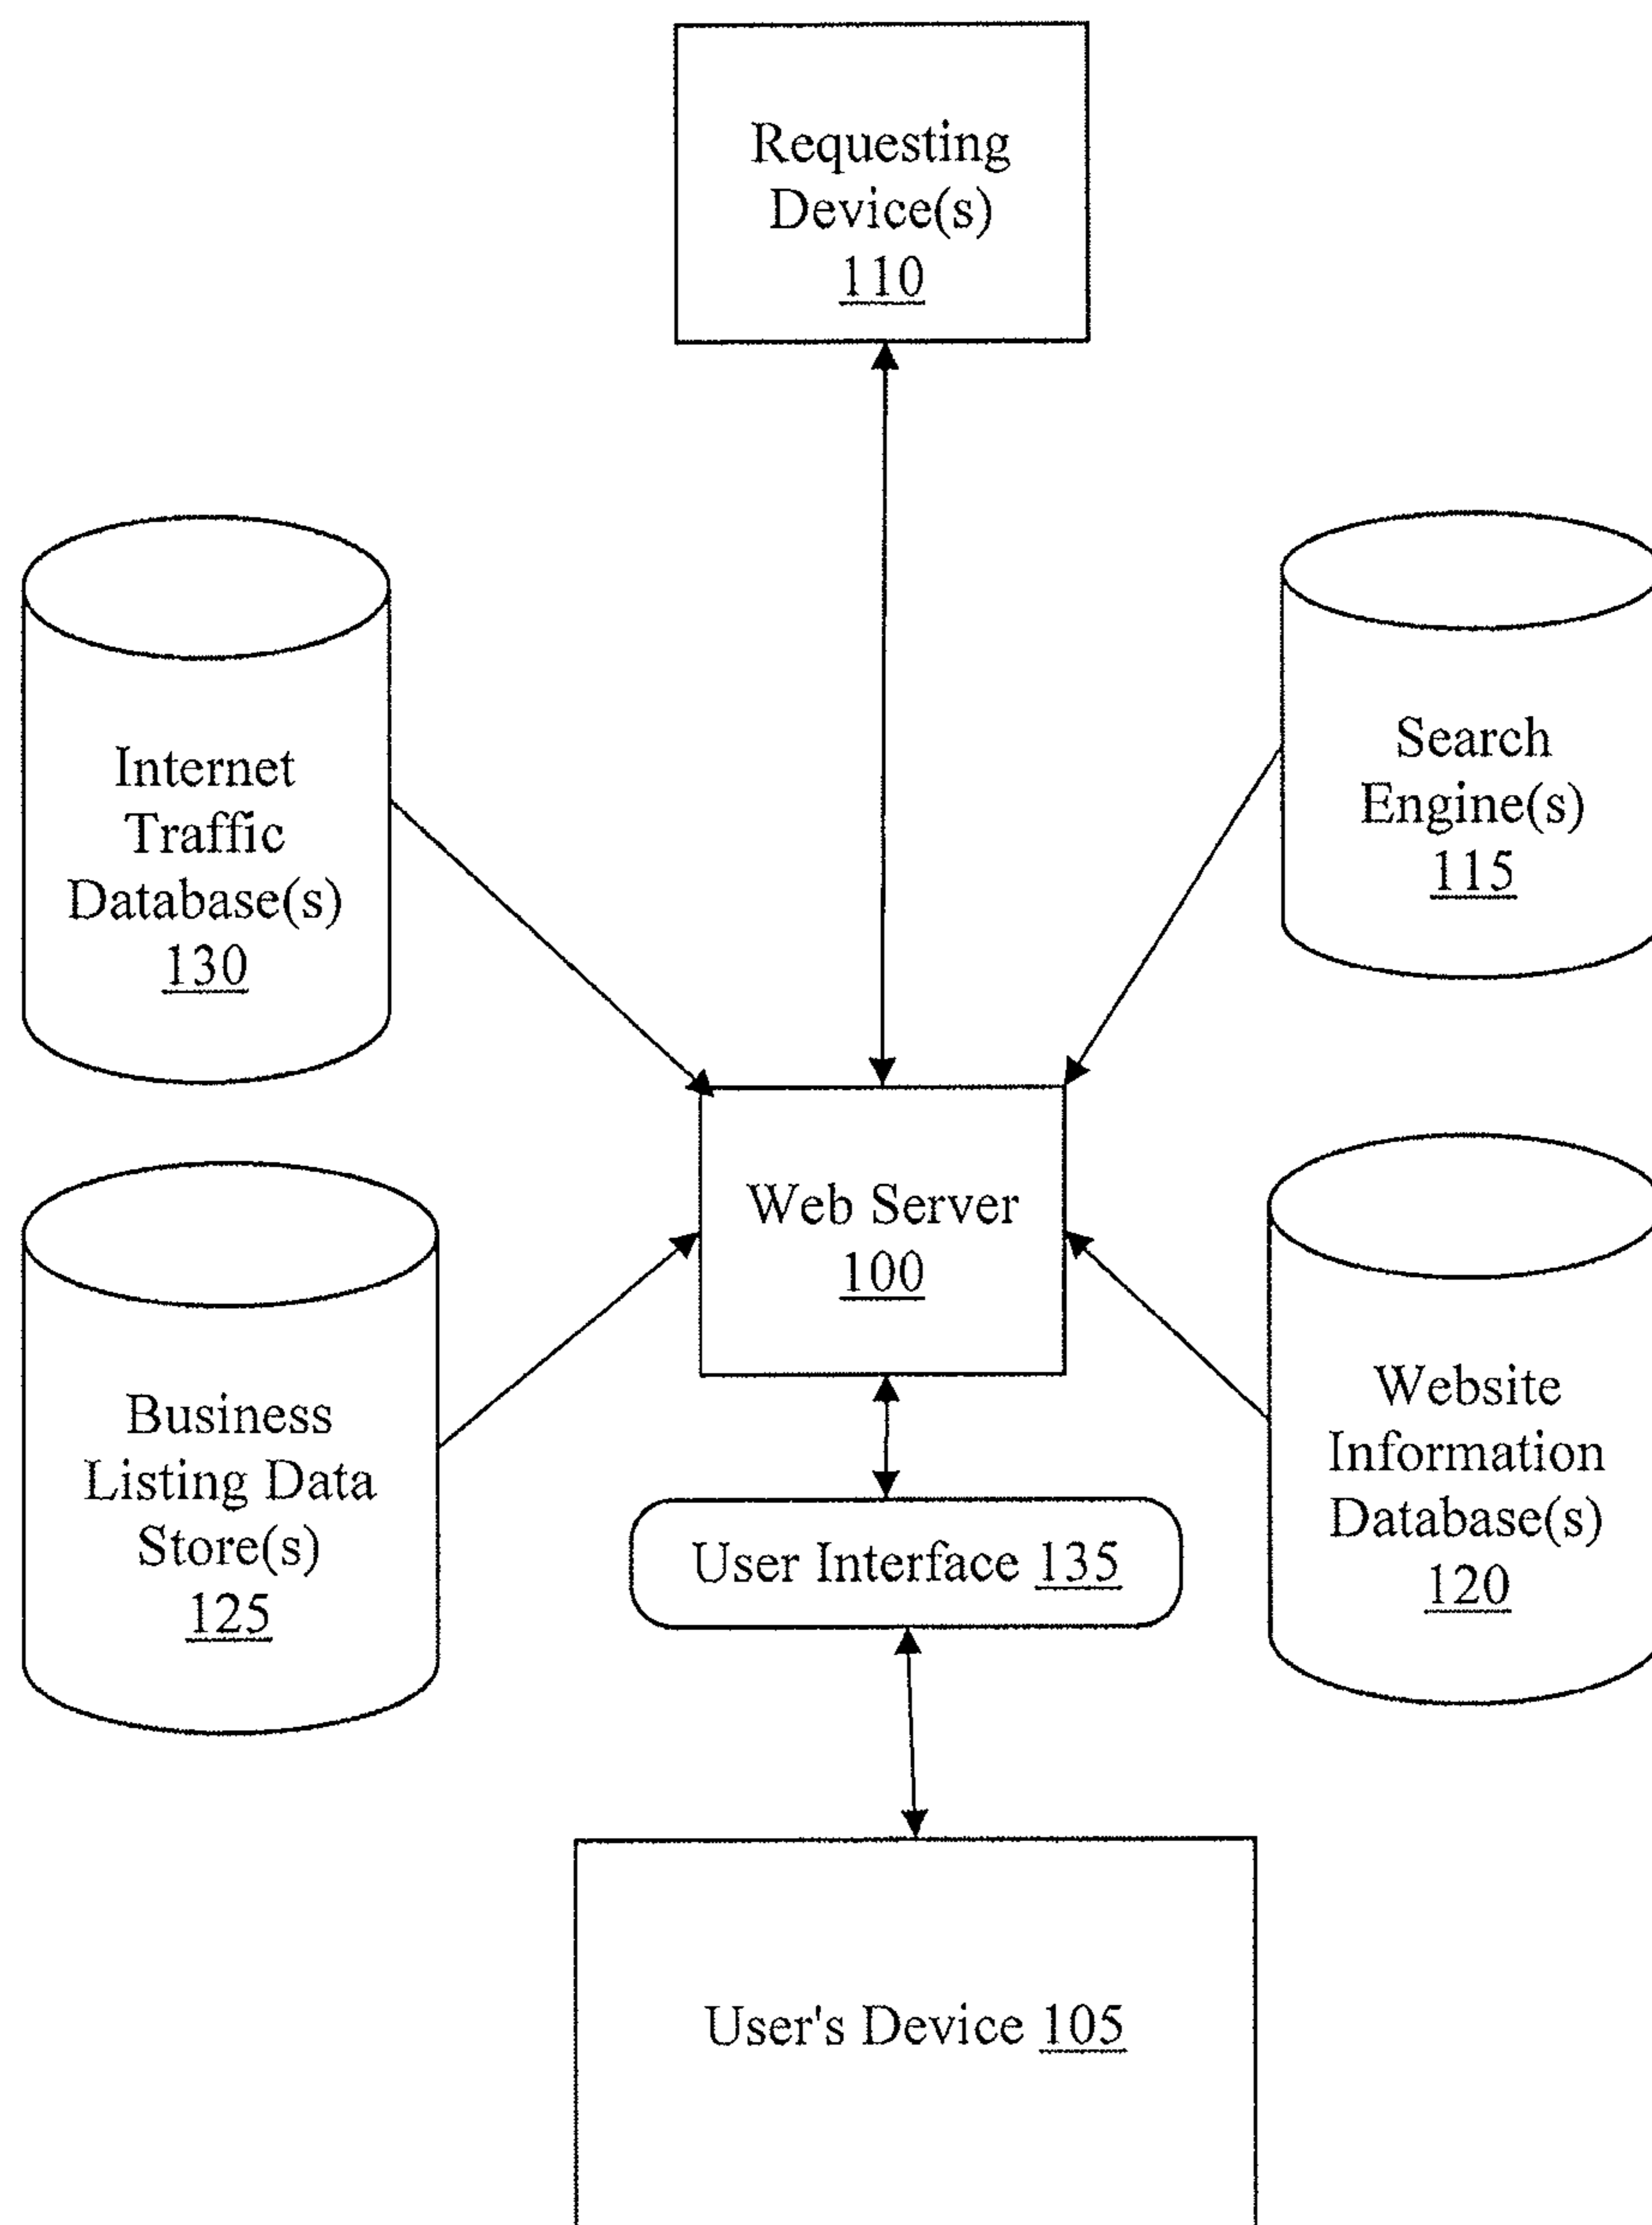 Requesting
Device(s)
110
Internet
Traffic
Database(s)
130
Search
Engine(s)
115
Web Server
100
Business
Listing Data
Store(s)
125
Website
Information
Database(s)
120
User Interface 135
User's Device 105